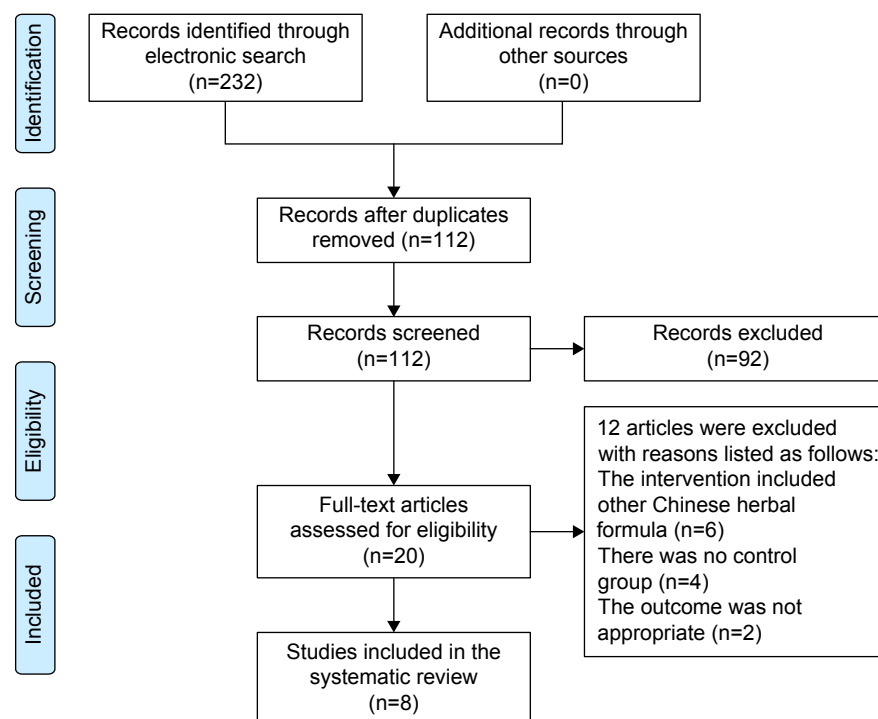 Identification
Records identified through
electronic search
(n=232)
Additional records through
other sources
(n=0)
Screening
Records after duplicates
removed (n=112)
Records screened
(n=112)
Records excluded
(n=92)
Eligibility
Full-text articles
assessed for eligibility
(n=20)
12 articles were excluded
with reasons listed as follows:
The intervention included
other Chinese herbal
formula (n=6)
There was no control
group (n=4)
The outcome was not
appropriate (n=2)
Included
Studies included in the
systematic review
(n=8)